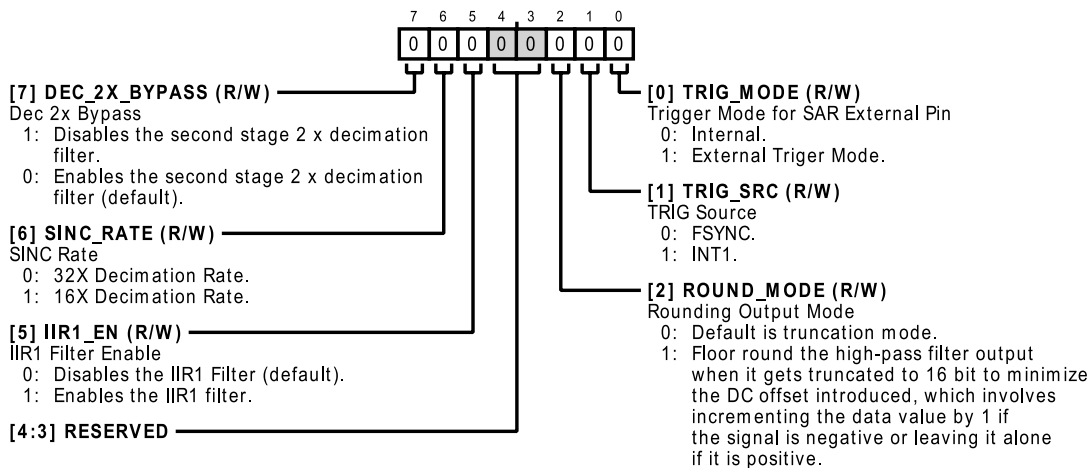 7 6 5 4 3 2 1 0
0 0 0 0 0 0 0 0
[7] DEC_2X_BYPASS (R/W)
Dec 2x Bypass
1: Disables the second stage 2 x decimation
filter.
0: Enables the second stage 2 x decimation
filter (default).
[6] SINC_RATE (R/W)
SINC Rate
0: 32X Decimation Rate.
1: 16X Decimation Rate.
[5] IIR1_EN (R/W)
IIR1 Filter Enable
0: Disables the IIR1 Filter (default).
1: Enables the IIR1 filter.
[4:3] RESERVED
[0] TRIG_MODE (R/W)
Trigger Mode for SAR External Pin
0: Internal.
1: External Triger Mode.
[1] TRIG_SRC (R/W)
TRIG Source
0: FSYNC.
1: INT1.
[2] ROUND_MODE (R/W)
Rounding Output Mode
0: Default is truncation mode.
1: Floor round the high-pass filter output
when it gets truncated to 16 bit to minimize
the DC offset introduced, which involves
incrementing the data value by 1 if
the signal is negative or leaving it alone
if it is positive.